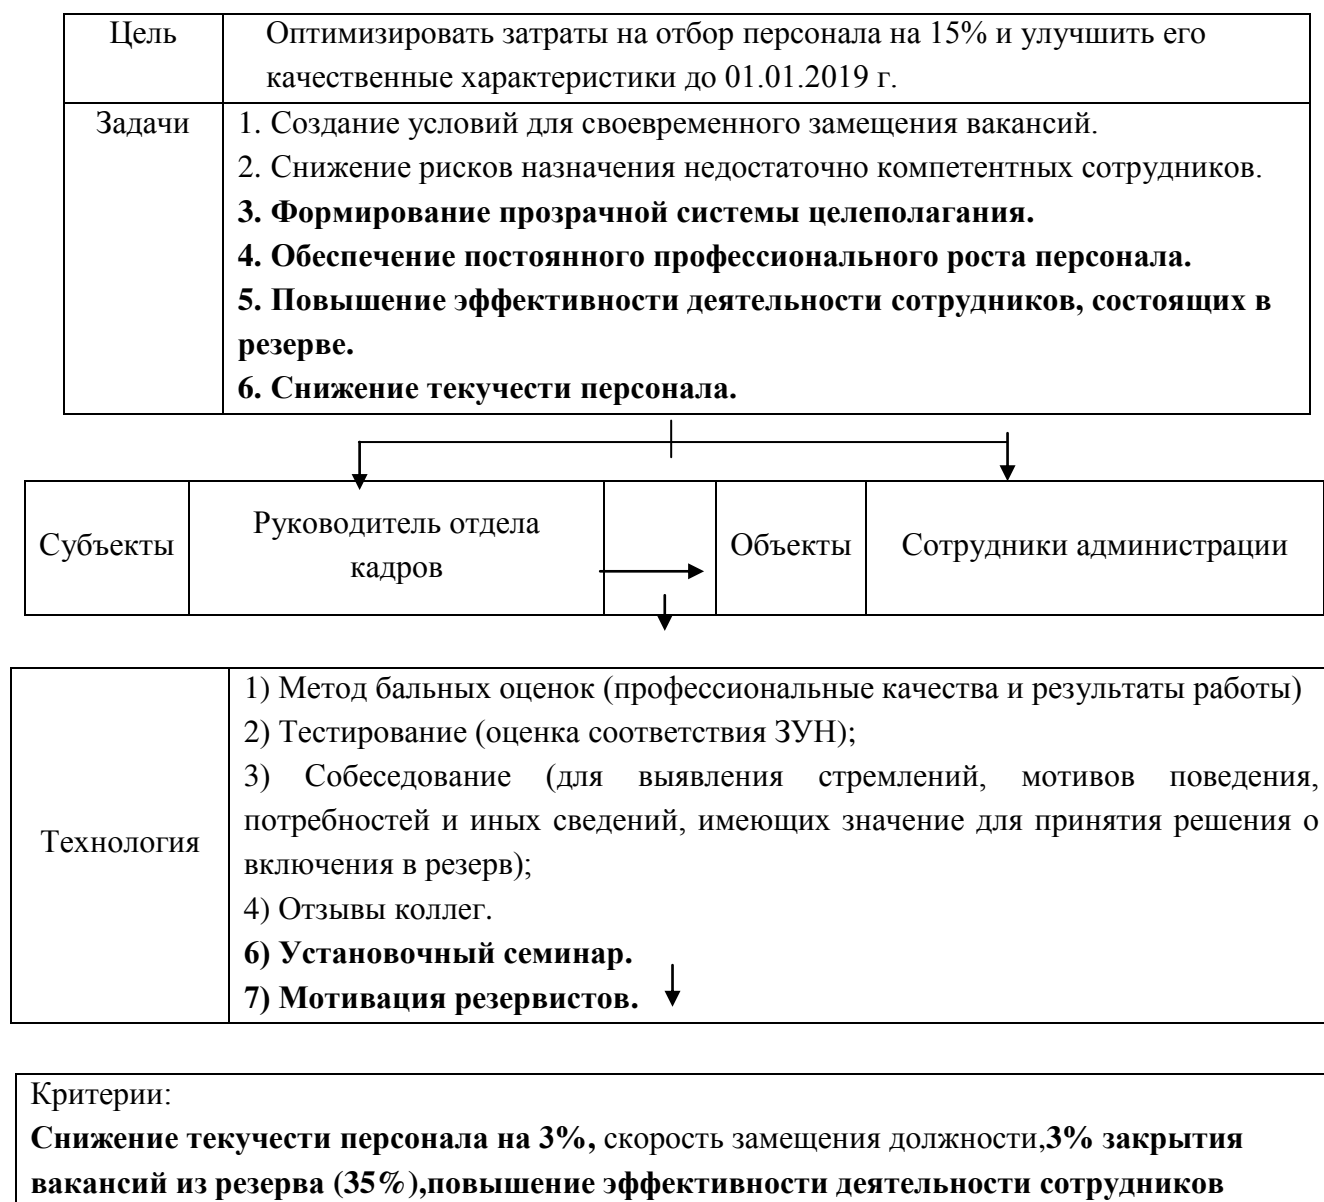 Цель
Оптимизировать затраты на отбор персонала на 15% и улучшить его
качественные характеристики до 01.01.2019 г.
Задачи
1. Создание условий для своевременного замещения вакансий.
2. Снижение рисков назначения недостаточно компетентных сотрудников.
3. Формирование прозрачной системы целеполагания.
4. Обеспечение постоянного профессионального роста персонала.
5. Повышение эффективности деятельности сотрудников, состоящих в
резерве.
6. Снижение текучести персонала.
Субъекты
Руководитель отдела
кадров
Объекты
Сотрудники администрации
Технология
1) Метод бальных оценок (профессиональные качества и результаты работы)
2) Тестирование (оценка соответствия ЗУН);
3) Собеседование (для выявления стремлений, мотивов поведения,
потребностей и иных сведений, имеющих значение для принятия решения о
включения в резерв);
4) Отзывы коллег.
6) Установочный семинар.
7) Мотивация резервистов.
Критерии:
Снижение текучести персонала на 3%, скорость замещения должности,3% закрытия
вакансий из резерва (35%),повышение эффективности деятельности сотрудников